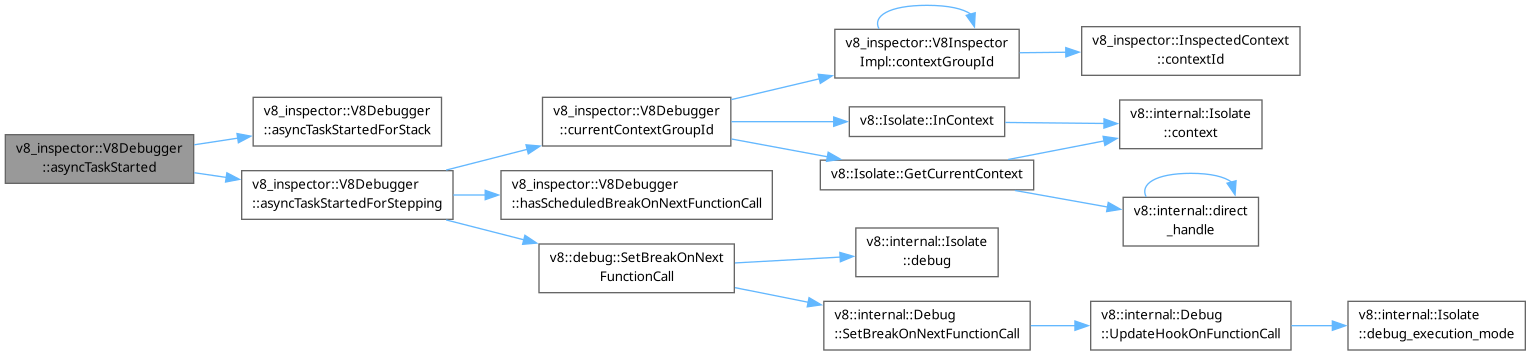 v8_inspector::V8Debugger
::asyncTaskStarted
v8_inspector::V8Debugger
::asyncTaskStartedForStack
v8_inspector::V8Debugger
::asyncTaskStartedForStepping
v8_inspector::V8Debugger
::currentContextGroupId
v8_inspector::V8Debugger
::hasScheduledBreakOnNextFunctionCall
v8::debug::SetBreakOnNext
FunctionCall
v8_inspector::V8Inspector
Impl::contextGroupId
v8::Isolate::InContext
v8::Isolate::GetCurrentContext
v8::internal::Isolate
::debug
v8::internal::Debug
::SetBreakOnNextFunctionCall
v8_inspector::InspectedContext
::contextId
v8::internal::Isolate
::context
v8::internal::direct
_handle
v8::internal::Debug
::UpdateHookOnFunctionCall
v8::internal::Isolate
::debug_execution_mode